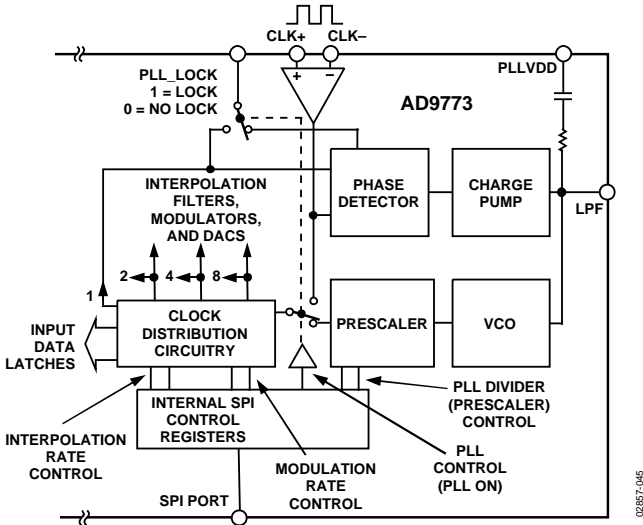 CLK+ CLK–
PLLVDD
PLL_LOCK
1 = LOCK
0 = NO LOCK
+ –
AD9773
INTERPOLATION
FILTERS,
MODULATORS,
AND DACS
PHASE
DETECTOR
CHARGE
PUMP
LPF
2 4 8
1
CLOCK
DISTRIBUTION
CIRCUITRY
PRESCALER
VCO
INPUT
DATA
LATCHES
INTERNAL SPI
CONTROL
REGISTERS
PLL DIVIDER
(PRESCALER)
CONTROL
INTERPOLATION
RATE
CONTROL
MODULATION
RATE
CONTROL
PLL
CONTROL
(PLL ON)
SPI PORT
02857-045